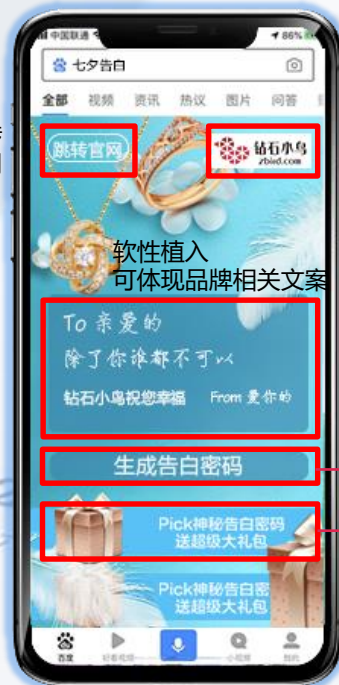 中国联通
86%
七夕告白
全部 视频 资讯 热议 图片 问答
跳转官网
钻石小鸟
zbird.com
软性植入
可体现品牌相关文案
To 亲爱的
除了你谁都不可以
钻石小鸟祝您幸福 From 爱你的
生成告白密码
Pick神秘告白密码
送超级大礼包
Pick神秘告白密
送超级大礼包
百度 好看视频 小视频 我的